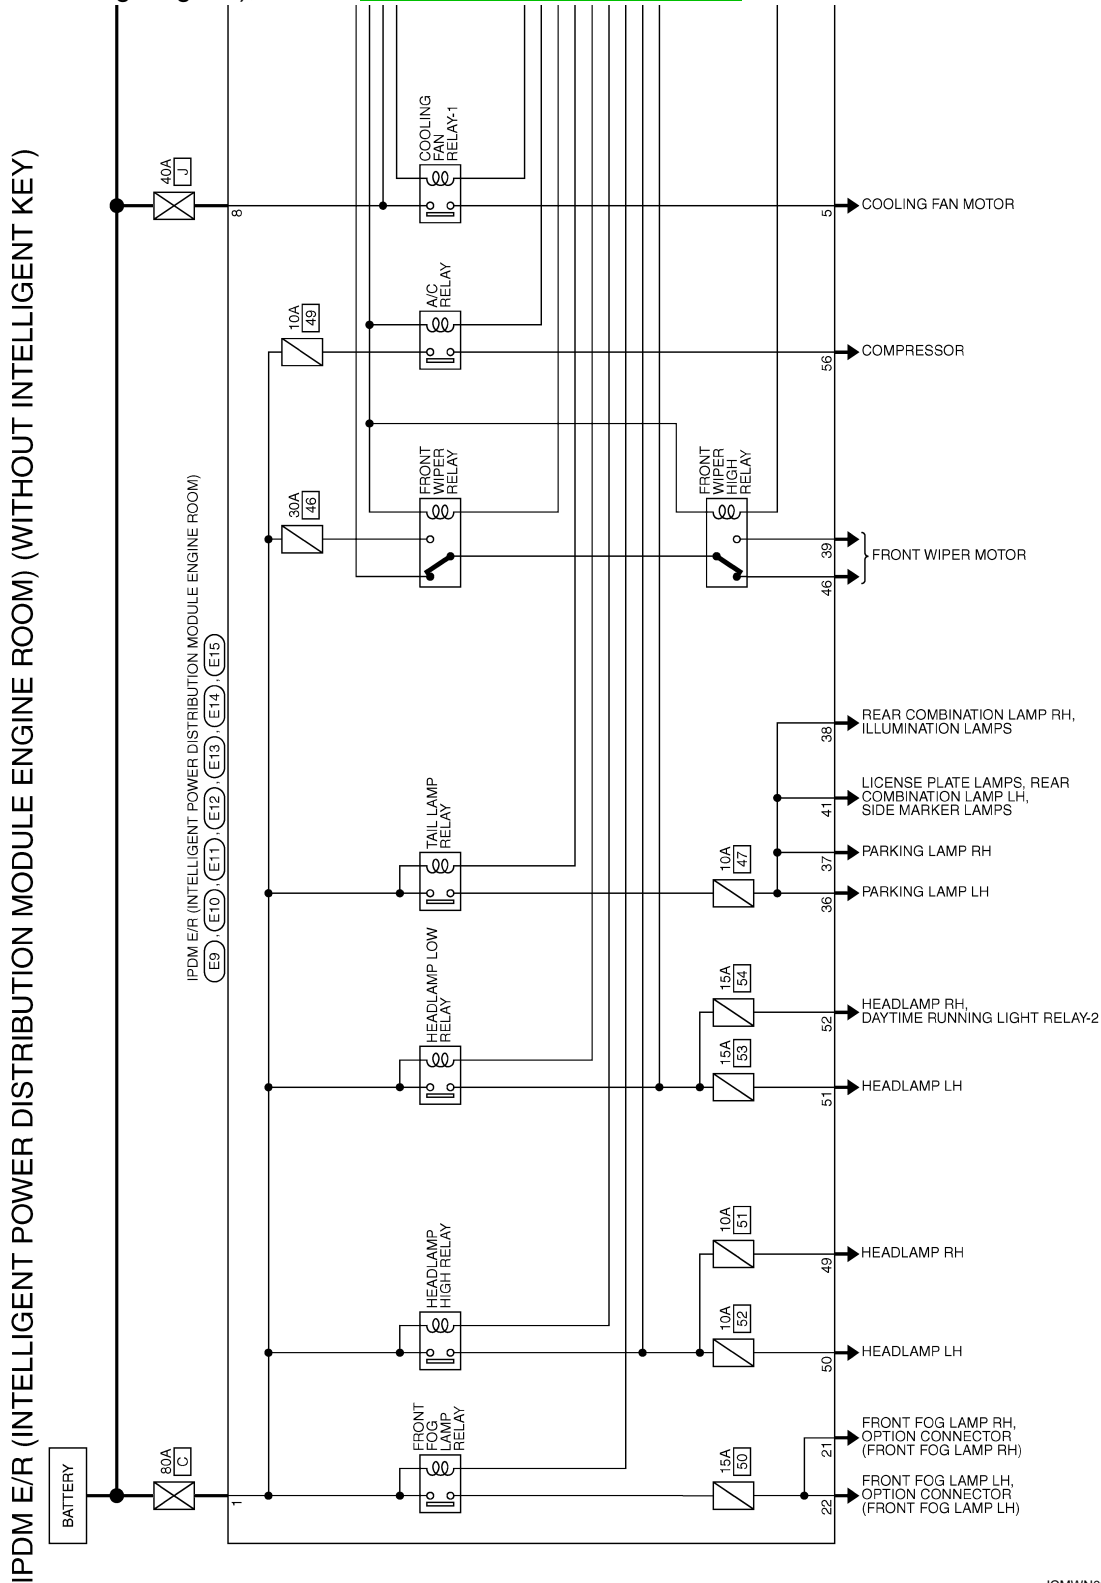 IPDM E/R (INTELLIGENT POWER DISTRIBUTION MODULE ENGINE ROOM) (WITHOUT INTELLIGENT KEY)
BATTERY
80A
C
40A
J
IPDM E/R (INTELLIGENT POWER DISTRIBUTION MODULE ENGINE ROOM)
E9 , E10 , E11 , E12 , E13 , E14 , E15
1
8
30A
46
10A
49
FRONT
FOG
LAMP
RELAY
HEADLAMP
HIGH RELAY
HEADLAMP LOW
RELAY
TAIL LAMP
RELAY
FRONT
WIPER
RELAY
A/C
RELAY
COOLING
FAN
RELAY-1
FRONT
WIPER
HIGH
RELAY
15A
50
10A
52
10A
51
15A
53
15A
54
10A
47
5
COOLING FAN MOTOR
56
COMPRESSOR
39
46
FRONT WIPER MOTOR
38
REAR COMBINATION LAMP RH,
ILLUMINATION LAMPS
41
LICENSE PLATE LAMPS, REAR
COMBINATION LAMP LH,
SIDE MARKER LAMPS
37
PARKING LAMP RH
36
PARKING LAMP LH
52
HEADLAMP RH,
DAYTIME RUNNING LIGHT RELAY-2
51
HEADLAMP LH
49
HEADLAMP RH
50
HEADLAMP LH
21
FRONT FOG LAMP RH,
OPTION CONNECTOR
(FRONT FOG LAMP RH)
22
FRONT FOG LAMP LH,
OPTION CONNECTOR
(FRONT FOG LAMP LH)